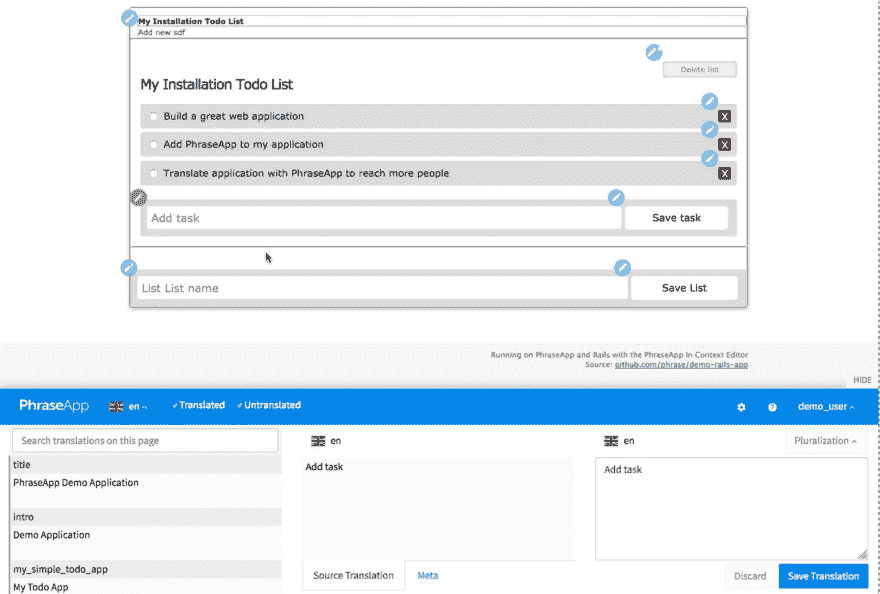 My Installation Todo List
Add new sdf
Delete list
My Installation Todo List
Build a great web application
X
Add PhraseApp to my application
X
Translate application with PhraseApp to reach more people
X
Add task
Save task
List List name
Save List
Running on PhraseApp and Rails with the PhraseApp In Context Editor
Source: github.com/phrase/demo-rails-app
HIDE
PhraseApp
en
Translated
Untranslated
demo_user
Search translations on this page
title
PhraseApp Demo Application
intro
Demo Application
my_simple_todo_app
My Todo App
en
Add task
Source Translation
Meta
en
Pluralization
Add task
Discard
Save Translation